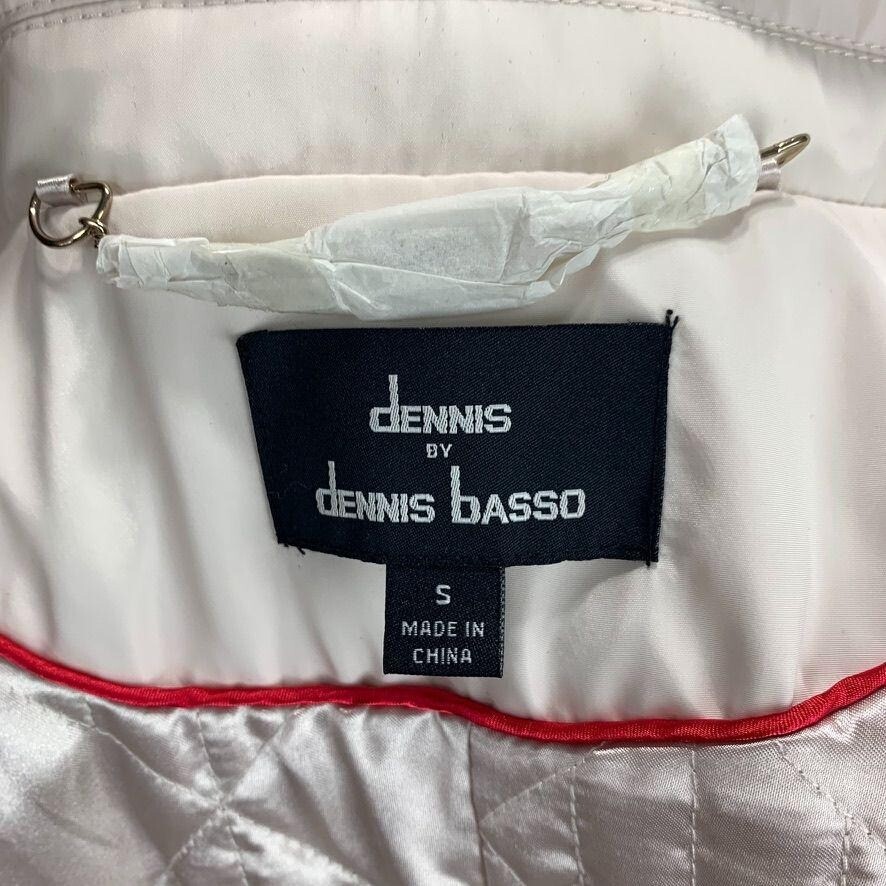 dENNIS
BY
dENNIS bASSO
S
MADE IN
CHINA